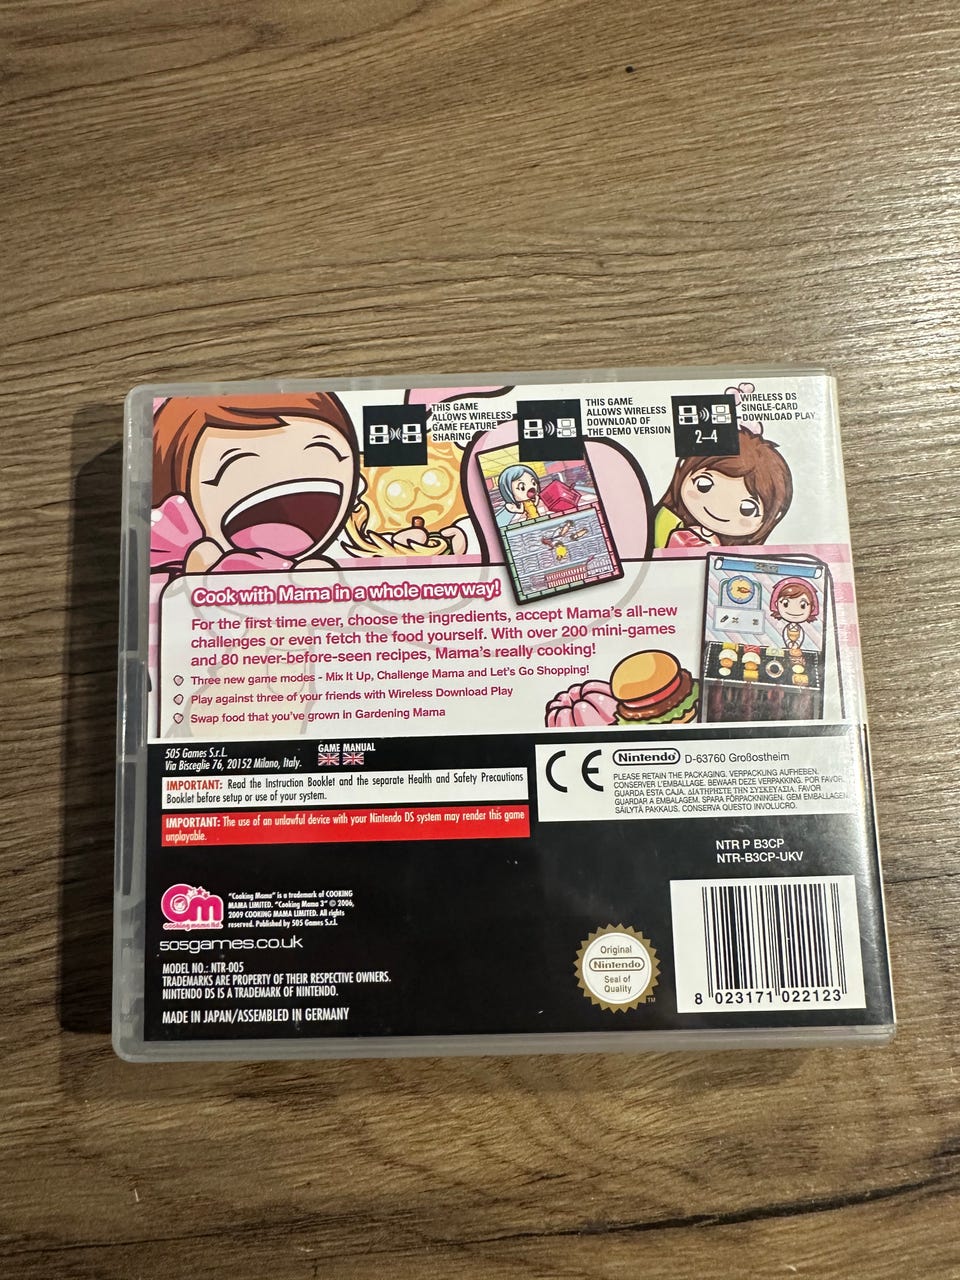 THIS GAME
ALLOWS WIRELESS
GAME FEATURE
SHARING
THIS GAME
ALLOWS WIRELESS
DOWNLOAD OF
THE DEMO VERSION
2–4
WIRELESS DS
SINGLE-CARD
DOWNLOAD PLAY
Cook with Mama in a whole new way!
For the first time ever, choose the ingredients, accept Mama's all-new
challenges or even fetch the food yourself. With over 200 mini-games
and 80 never-before-seen recipes, Mama's really cooking!
Three new game modes - Mix It Up, Challenge Mama and Let's Go Shopping!
Play against three of your friends with Wireless Download Play
Swap food that you've grown in Gardening Mama
505 Games S.r.L.
Via Bisceglie 76, 20152 Milano, Italy.
GAME MANUAL
IMPORTANT: Read the Instruction Booklet and the separate Health and Safety Precautions
Booklet before setup or use of your system.
IMPORTANT: The use of an unlawful device with your Nintendo DS system may render this game
unplayable.
CE
Nintendo D-63760 Großostheim
PLEASE RETAIN THE PACKAGING. VERPACKUNG AUFHEBEN.
CONSERVER L'EMBALLAGE. BEWAAR DEZE VERPAKKING. POR FAVOR,
GUARDA ESTA CAJA. ΔΙΑΤΗΡΗΣΤΕ ΤΗΝ ΣΥΣΚΕΥΑΣΙΑ. FAVOR
GUARDAR A EMBALAGEM. SPARA FÖRPACKNINGEN. GEM EMBALLAGEN.
SÄILYTÄ PAKKAUS. CONSERVA QUESTO INVOLUCRO.
NTR P B3CP
NTR-B3CP-UKV
Cm
cooking mama ltd.
"Cooking Mama" is a trademark of COOKING
MAMA LIMITED. "Cooking Mama 3" © 2006,
2009 COOKING MAMA LIMITED. All rights
reserved. Published by 505 Games S.r.l.
505games.co.uk
MODEL NO.: NTR-005
TRADEMARKS ARE PROPERTY OF THEIR RESPECTIVE OWNERS.
NINTENDO DS IS A TRADEMARK OF NINTENDO.
MADE IN JAPAN/ASSEMBLED IN GERMANY
Original
Nintendo
Seal of
Quality
TM
8 023171 022123